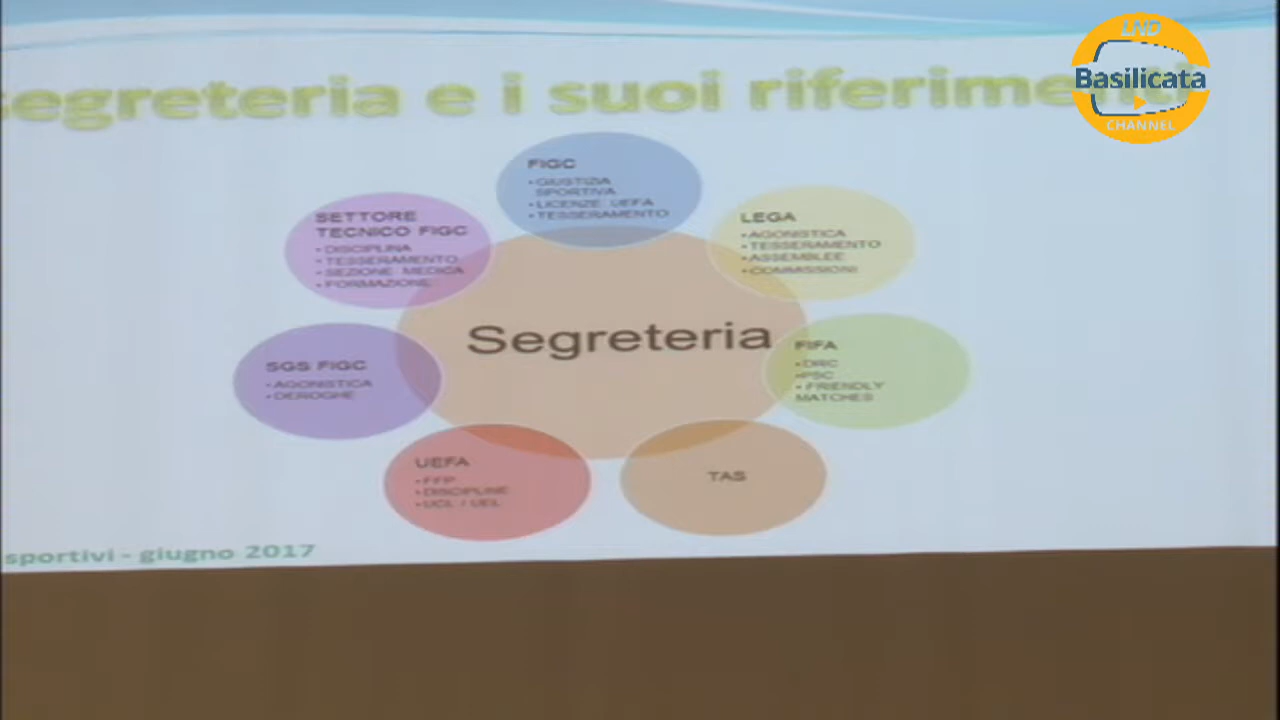 LND
Basilicata
CHANNEL
segreteria e i suoi riferimenti
FIGC
•GIUSTIZIA
SPORTIVA
•LICENZE UEFA
•TESSERAMENTO
SETTORE
TECNICO FIGC
•DISCIPLINA
•TESSERAMENTO
•SEZIONE MEDICA
•FORMAZIONE
LEGA
•AGONISTICA
•TESSERAMENTO
•ASSEMBLEE
•COMMISSIONI
Segreteria
FIFA
•DRC
•PSC
• FRIENDLY
MATCHES
SGS FIGC
•AGONISTICA
•DEROGHE
UEFA
•FFP
•DISCIPLINE
•UCL / UEL
TAS
sportivi - giugno 2017